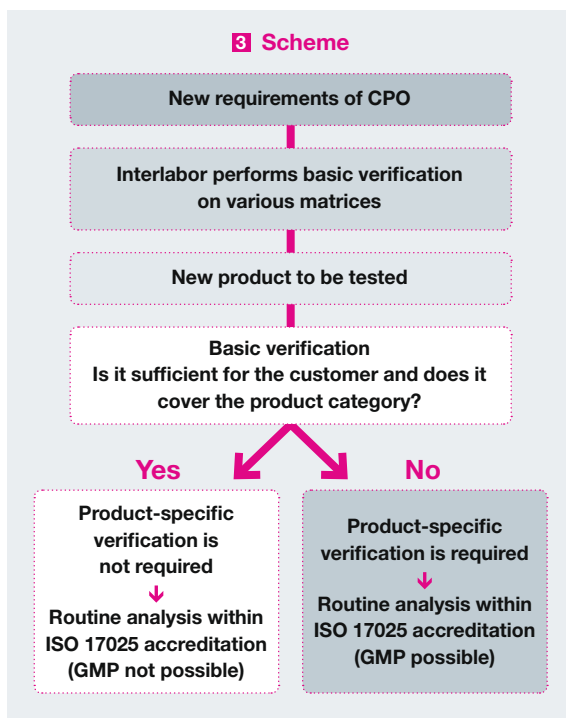 3 Scheme
New requirements of CPO
Interlabor performs basic verification
on various matrices
New product to be tested
Basic verification
Is it sufficient for the customer and does it
cover the product category?
Yes
No
Product-specific
verification is
not required
Routine analysis within
ISO 17025 accreditation
(GMP not possible)
Product-specific
verification is required
Routine analysis within
ISO 17025 accreditation
(GMP possible)